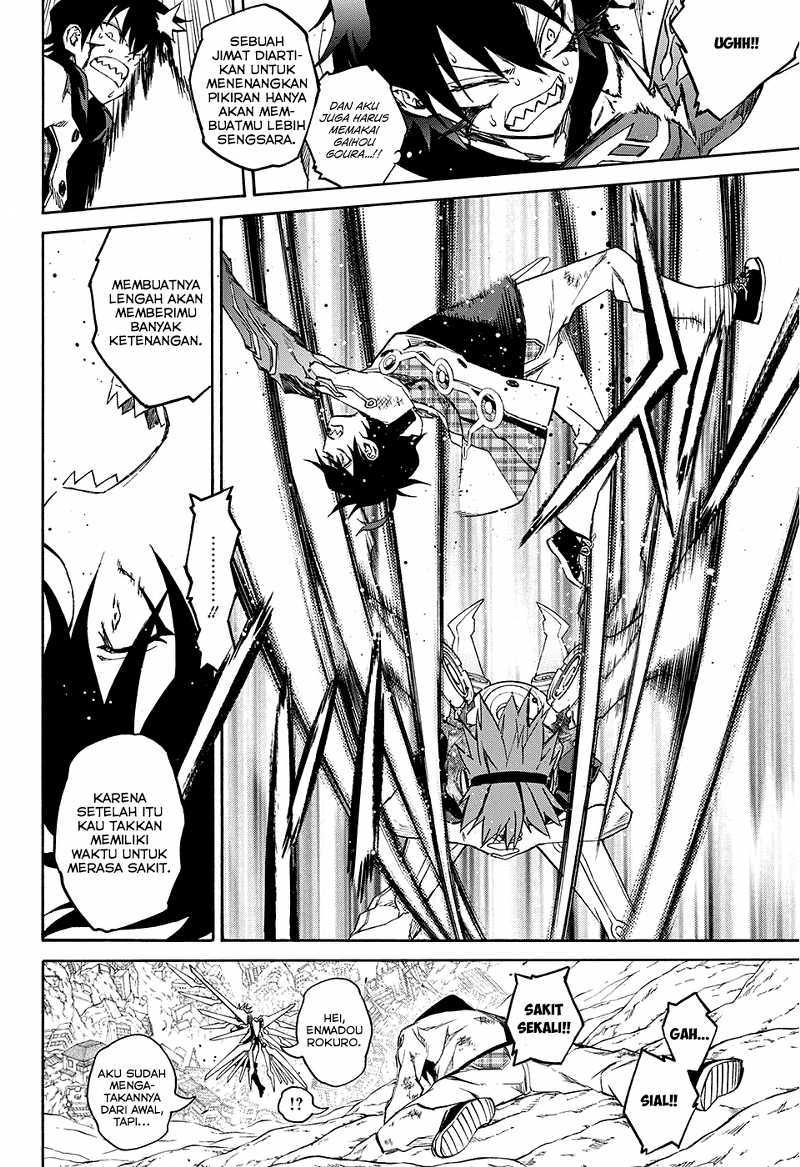 UGHH!!
DAN AKU
JUGA HARUS
MEMAKAI
GAIHOU
GOURA...!!
SEBUAH
JIMAT DIARTI-
KAN UNTUK
MENENANGKAN
PIKIRAN HANYA
AKAN MEM-
BUATMU LEBIH
SENGSARA.
MEMBUATNYA
LENGAH AKAN
MEMBERIMU
BANYAK
KETENANGAN.
.........!!
KARENA
SETELAH ITU
KAU TAKKAN
MEMILIKI
WAKTU UNTUK
MERASA SAKIT.
GAH...
SIAL!!
SAKIT
SEKALI!!
HEI,
ENMADOU
ROKURO.
!?
AKU SUDAH
MENGA-
TAKANNYA
DARI AWAL,
TAPI...